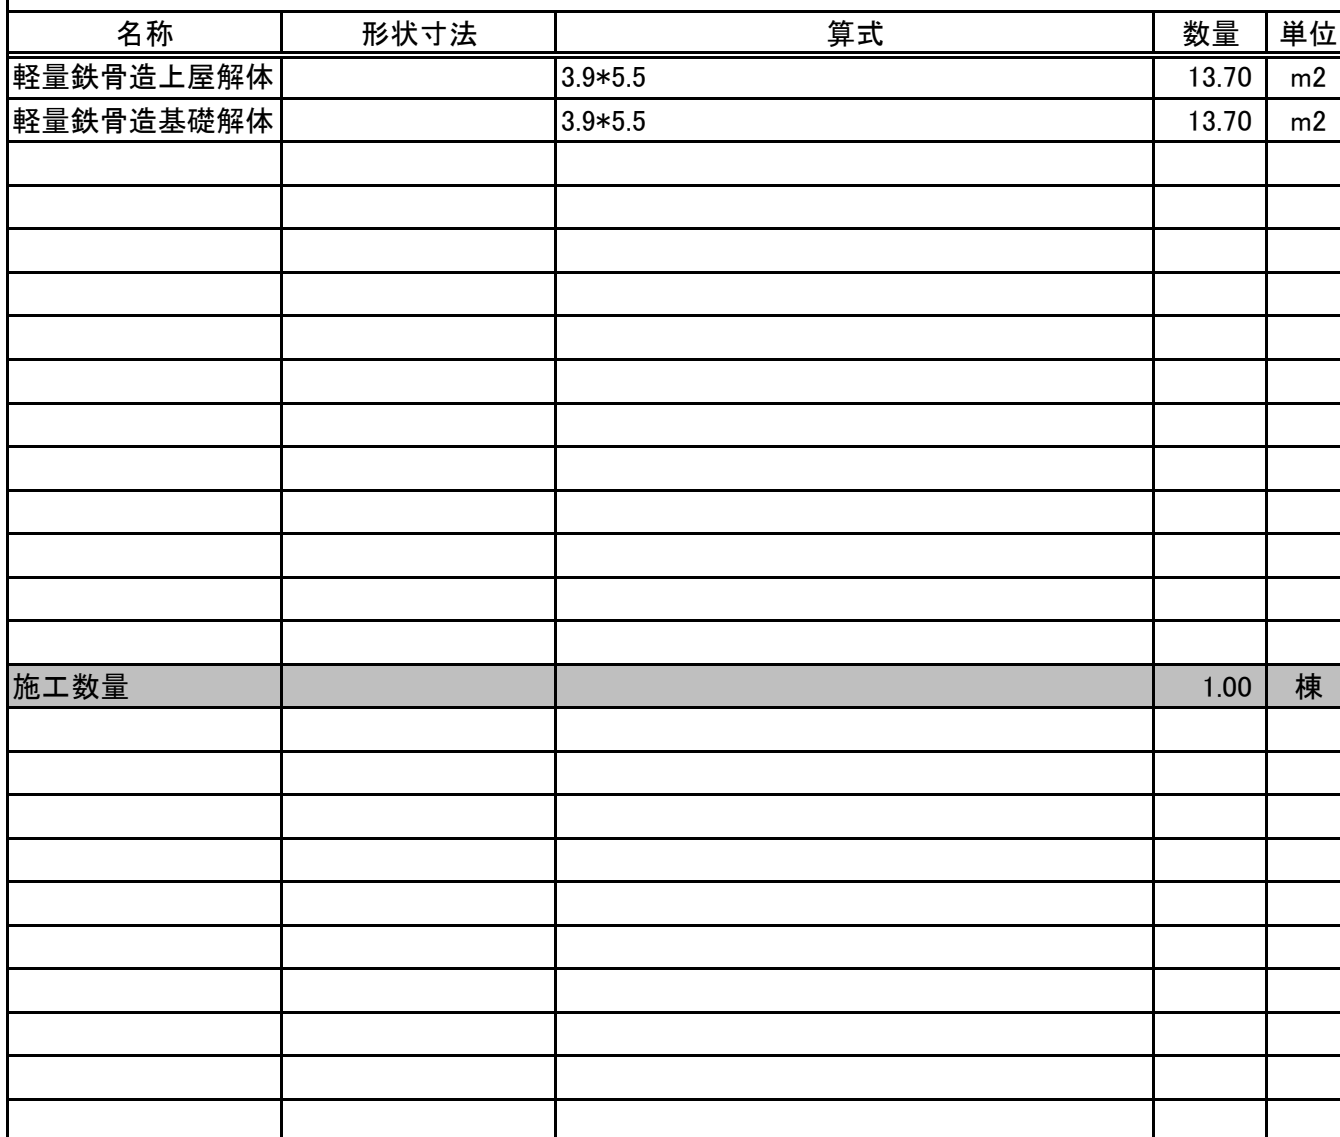 名称 形状寸法 算式 数量 単位
軽量鉄骨造上屋解体 3.9*5.5 13.70 m2
軽量鉄骨造基礎解体 3.9*5.5 13.70 m2
施工数量 1.00 棟